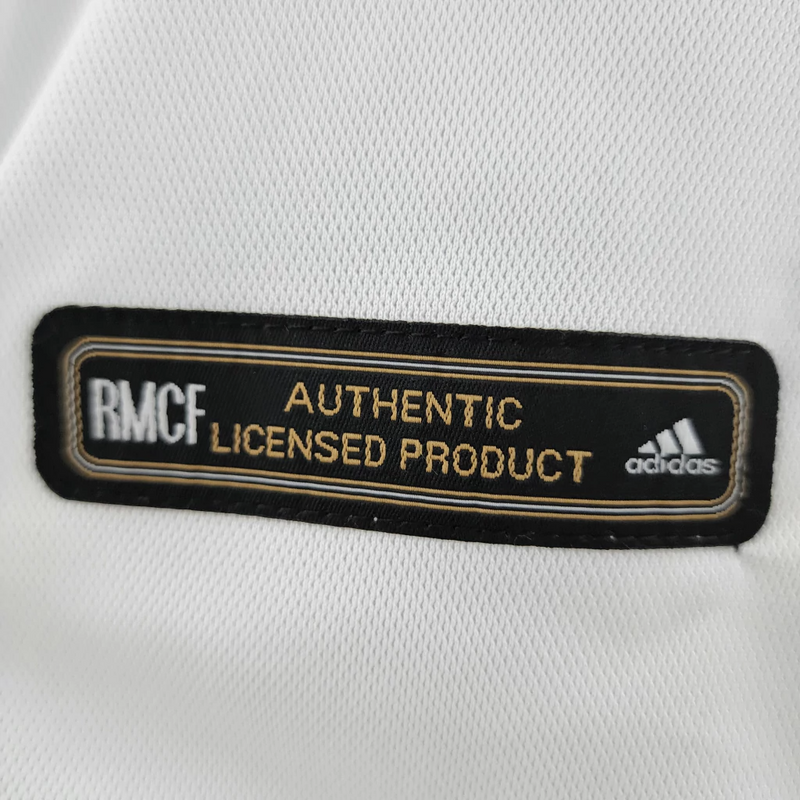 RMCF
AUTHENTIC
LICENSED PRODUCT
adidas